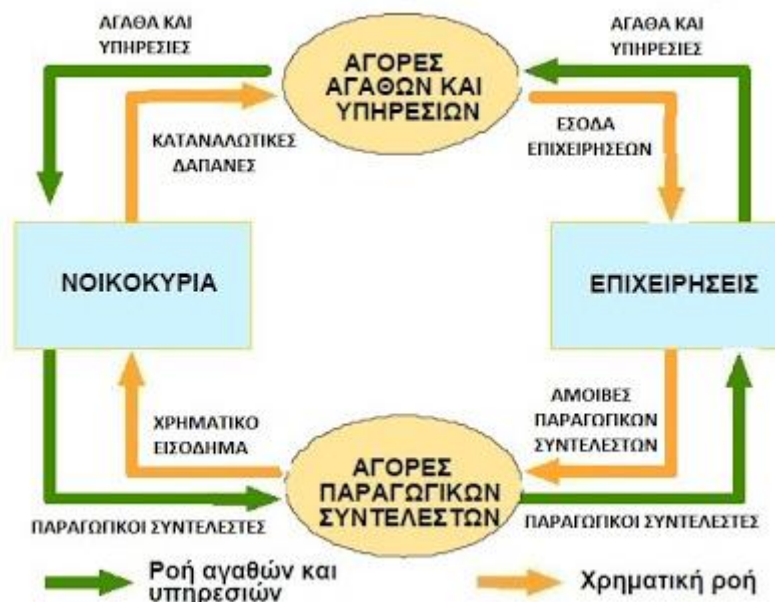 ΑΓΑΘΑ ΚΑΙ
ΥΠΗΡΕΣΙΕΣ
ΑΓΟΡΕΣ
ΑΓΑΘΩΝ ΚΑΙ
ΥΠΗΡΕΣΙΩΝ
ΑΓΑΘΑ ΚΑΙ
ΥΠΗΡΕΣΙΕΣ
ΚΑΤΑΝΑΛΩΤΙΚΕΣ
ΔΑΠΑΝΕΣ
ΕΣΟΔΑ
ΕΠΙΧΕΙΡΗΣΕΩΝ
ΝΟΙΚΟΚΥΡΙΑ
ΕΠΙΧΕΙΡΗΣΕΙΣ
ΧΡΗΜΑΤΙΚΟ
ΕΙΣΟΔΗΜΑ
ΑΜΟΙΒΕΣ
ΠΑΡΑΓΩΓΙΚΩΝ
ΣΥΝΤΕΛΕΣΤΩΝ
ΑΓΟΡΕΣ
ΠΑΡΑΓΩΓΙΚΩΝ
ΣΥΝΤΕΛΕΣΤΩΝ
ΠΑΡΑΓΩΓΙΚΟΙ ΣΥΝΤΕΛΕΣΤΕΣ
ΠΑΡΑΓΩΓΙΚΟΙ ΣΥΝΤΕΛΕΣΤΕΣ
Ροή αγαθών και
υπηρεσιών
Χρηματική ροή